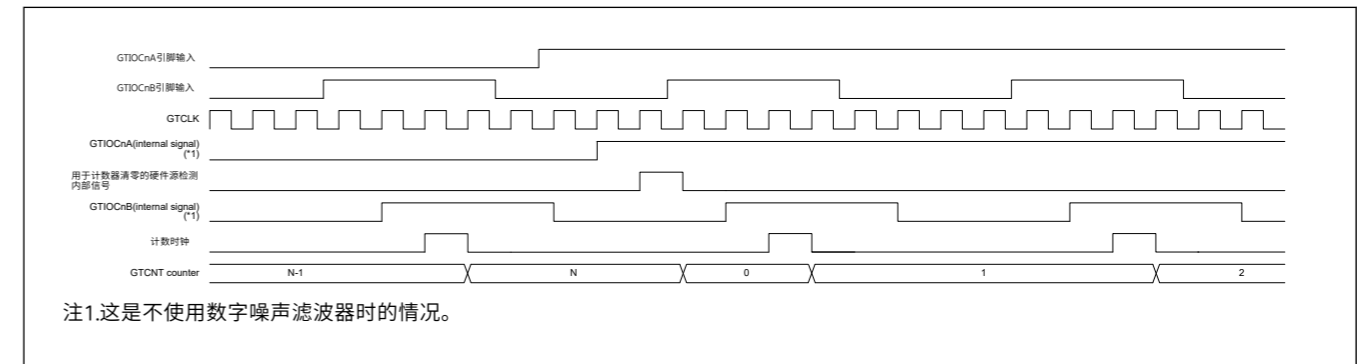 GTIOCnA引脚输入
GTIOCnB引脚输入
GTCLK
GTIOCnA(internal signal)
(*1)
用于计数器清零的硬件源检测
内部信号
GTIOCnB(internal signal)
(*1)
计数时钟
GTCNT counter N-1 N 0 1 2
注1.这是不使用数字噪声滤波器时的情况。